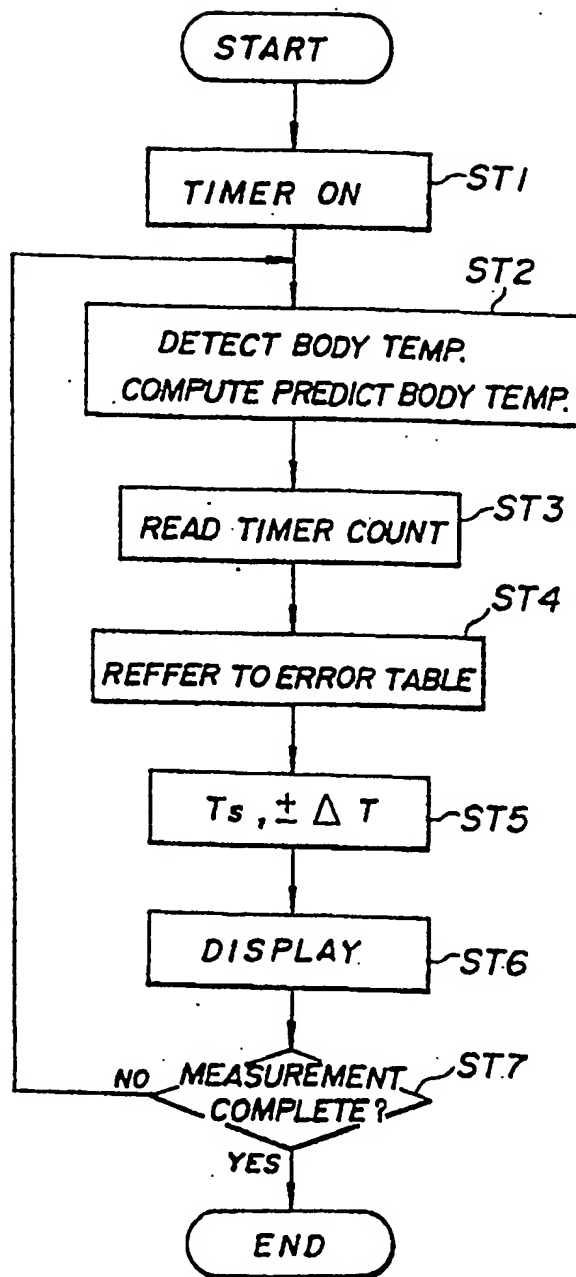 START
TIMER ON
ST1
ST2
DETECT BODY TEMP.
COMPUTE PREDICT BODY TEMP.
READ TIMER COUNT
ST3
ST4
REFFER TO ERROR TABLE
Ts, ± Δ T
ST5
DISPLAY
ST6
NO
MEASUREMENT
COMPLETE?
ST7
YES
END